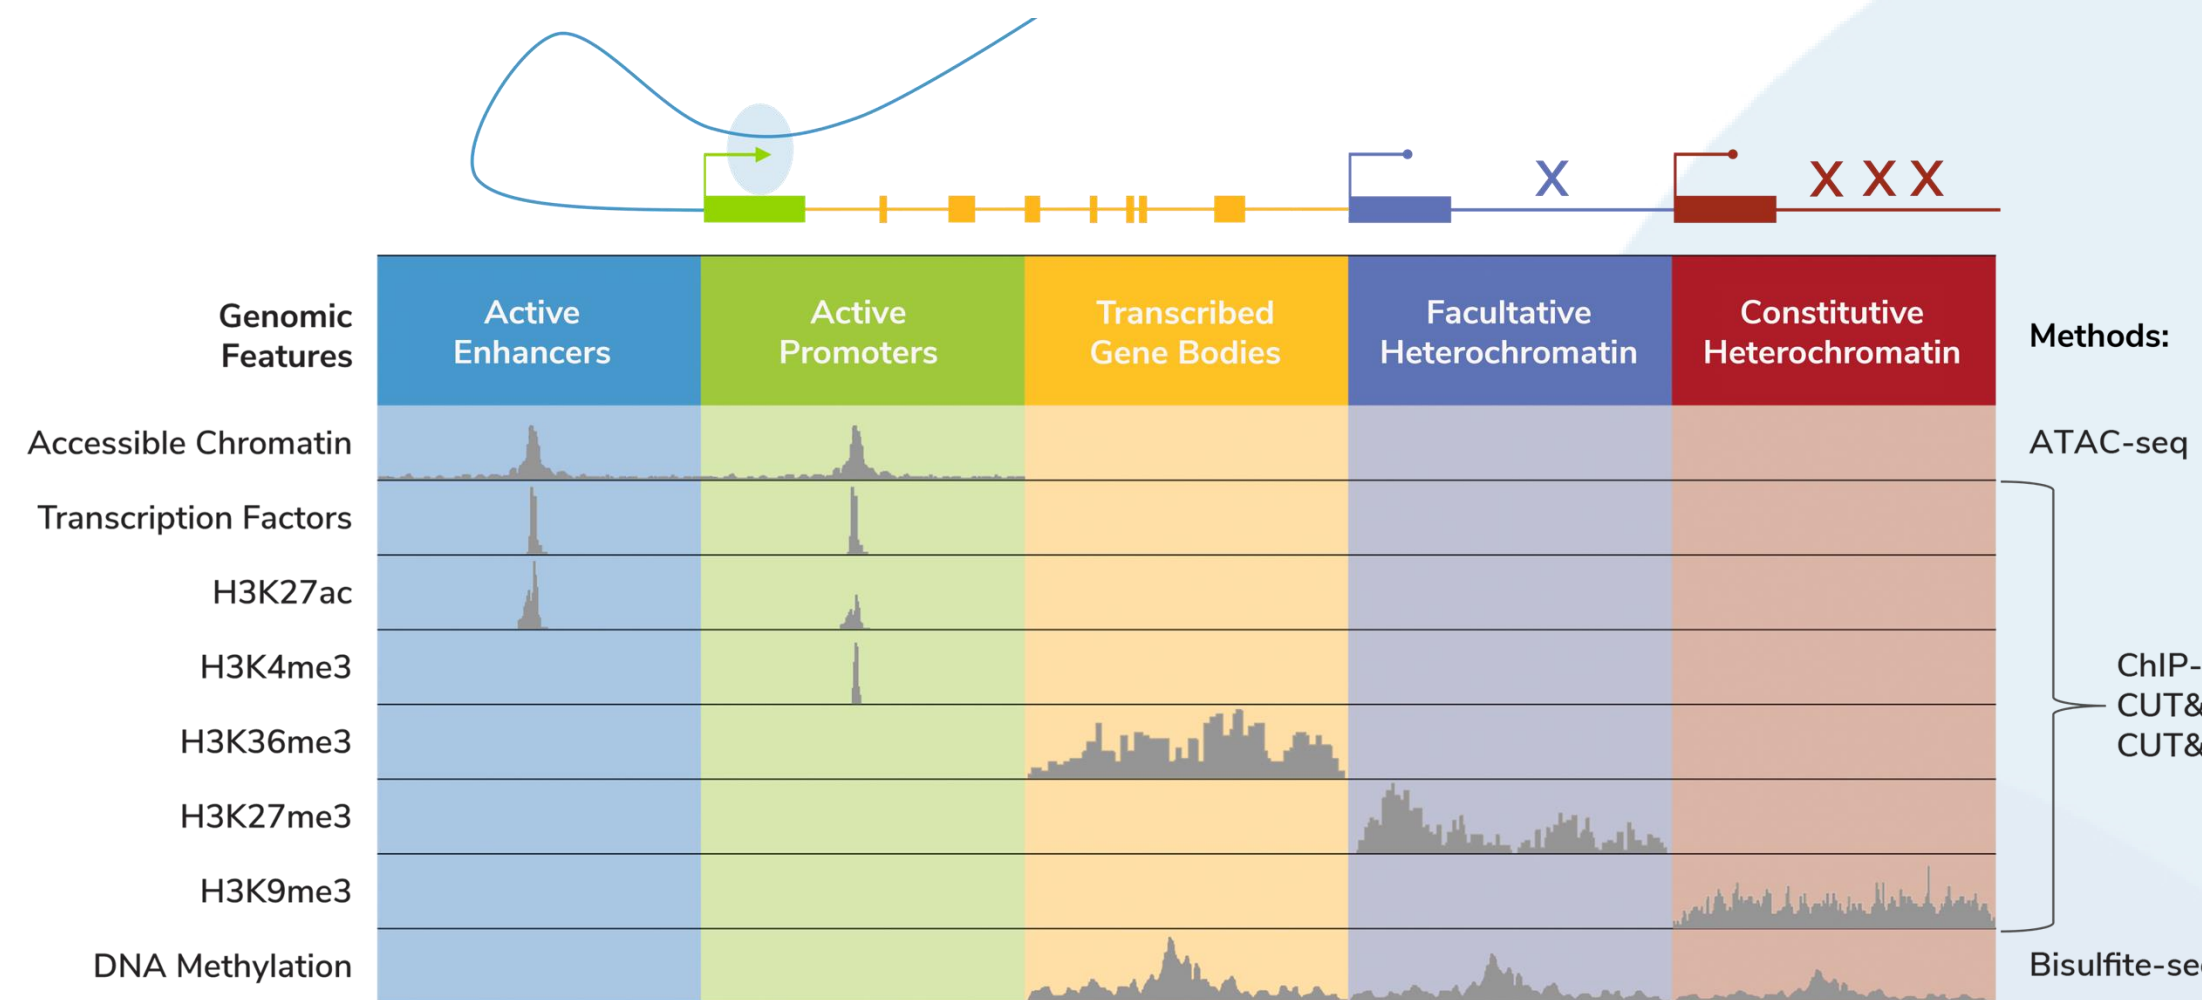 X
X X X
Genomic
Features
Active
Enhancers
Active
Promoters
Transcribed
Gene Bodies
Facultative
Heterochromatin
Constitutive
Heterochromatin
Methods:
Accessible Chromatin
ATAC-seq
Transcription Factors
H3K27ac
H3K4me3
H3K36me3
H3K27me3
H3K9me3
ChIP-
CUT&
CUT&
DNA Methylation
Bisulfite-se